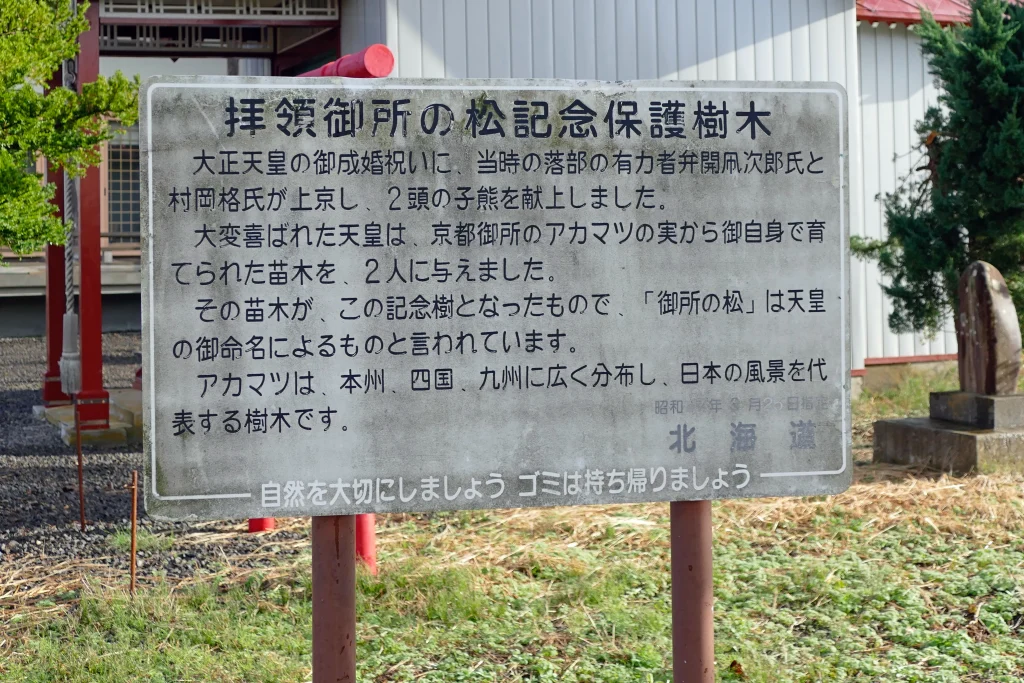 拝領御所の松記念保護樹木
大正天皇の御成婚祝いに、当時の落部の有力者弁開凧次郎氏と
村岡格氏が上京し、2頭の子熊を献上しました。
大変喜ばれた天皇は、京都御所のアカマツの実から御自身で育
てられた苗木を、2人に与えました。
その苗木が、この記念樹となったもので、「御所の松」は天皇
の御命名によるものと言われています。
アカマツは、本州、四国、九州に広く分布し、日本の風景を代
表する樹木です。
昭和 年3月 日指定
北海道
自然を大切にしましょう ゴミは持ち帰りましょう